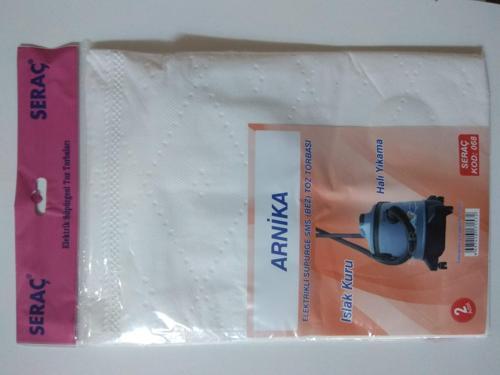 SERAÇ
Elektrik Süpürgesi Toz Torbaları
SERAÇ
ARNİKA
ELEKTRİKLİ SÜPÜRGE SMS (BEZ) TOZ TORBASI
Islak Kuru
Halı Yıkama
SERAÇ
KOD: 068
2